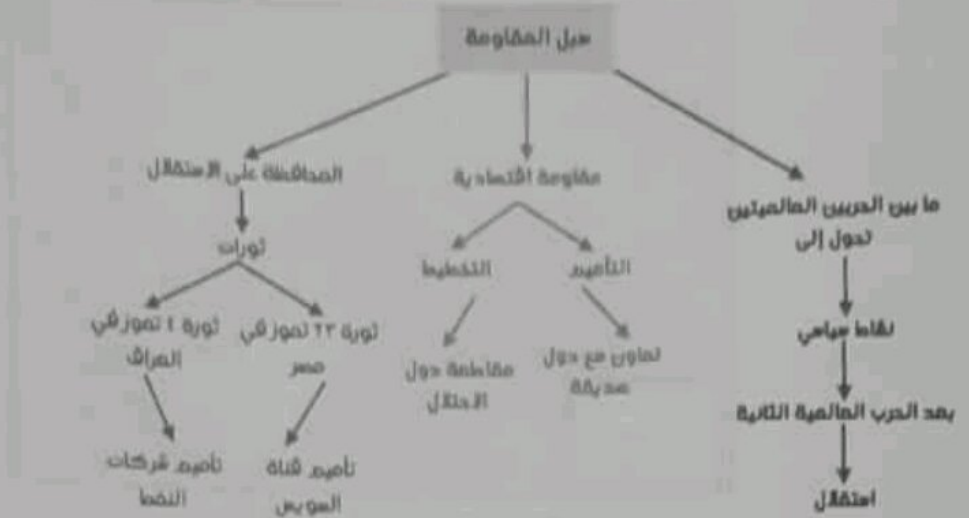 سبل المقاومة
ما بين الحربين العالميتين
تحول إلى
نشاط سياسي
بعد الحرب العالمية الثانية
استقلال
مقاومة اقتصادية
التأميم
تعاون مع دول
صديقة
التخطيط
مقاطعة دول
الاحتلال
المحافظة على الاستقلال
ثورات
ثورة ٢٣ تموز في
مصر
تأميم قناة
السويس
ثورة ٤ تموز في
العراق
تأميم شركات
النفط